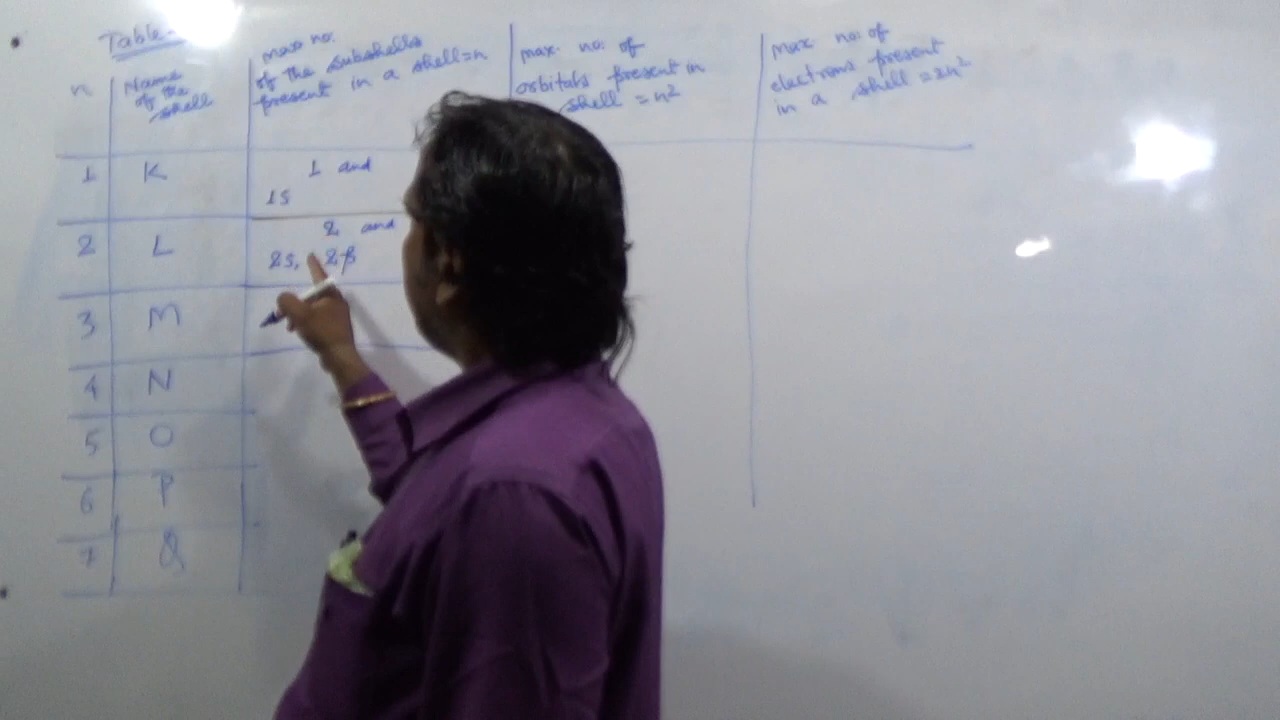 Table-
n
Name
of the
shell
max no.
of the subshells
present in a shell=n
max. no. of
orbitals present in
shell = n²
max no. of
electrons present
in a shell = 2n²
1 K 1 and
1s
2 L 2 and
2s, 2p
3 M
4 N
5 O
6 P
7 Q